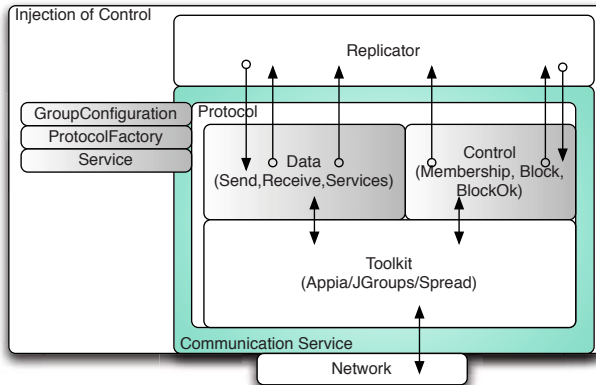 Injection of Control
Replicator
GroupConfiguration
ProtocolFactory
Service
Protocol
Data
(Send,Receive,Services)
Control
(Membership, Block,
BlockOk)
Toolkit
(Appia/JGroups/Spread)
Communication Service
Network